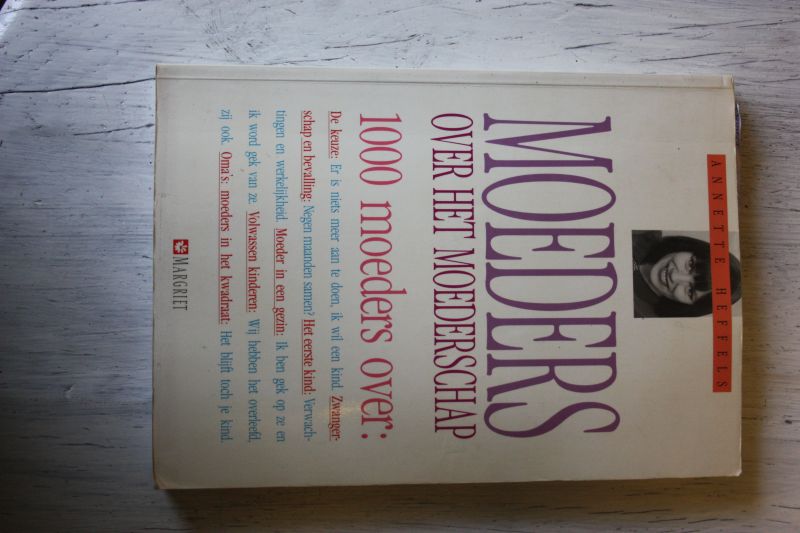 ANNETTE HEFFELS
MOEDERS
OVER HET MOEDERSCHAP
1000 moeders over:
De keuze: Er is niets meer aan te doen, ik wil een kind. Zwanger-
schap en bevalling: Negen maanden samen? Het eerste kind: Verwach-
tingen en werkelijkheid. Moeder in een gezin: Ik ben gek op ze en
ik word gek van ze. Volwassen kinderen: Wij hebben het overleefd,
zij ook. Oma's: moeders in het kwadraat: Het blijft toch je kind.
MARGRIET